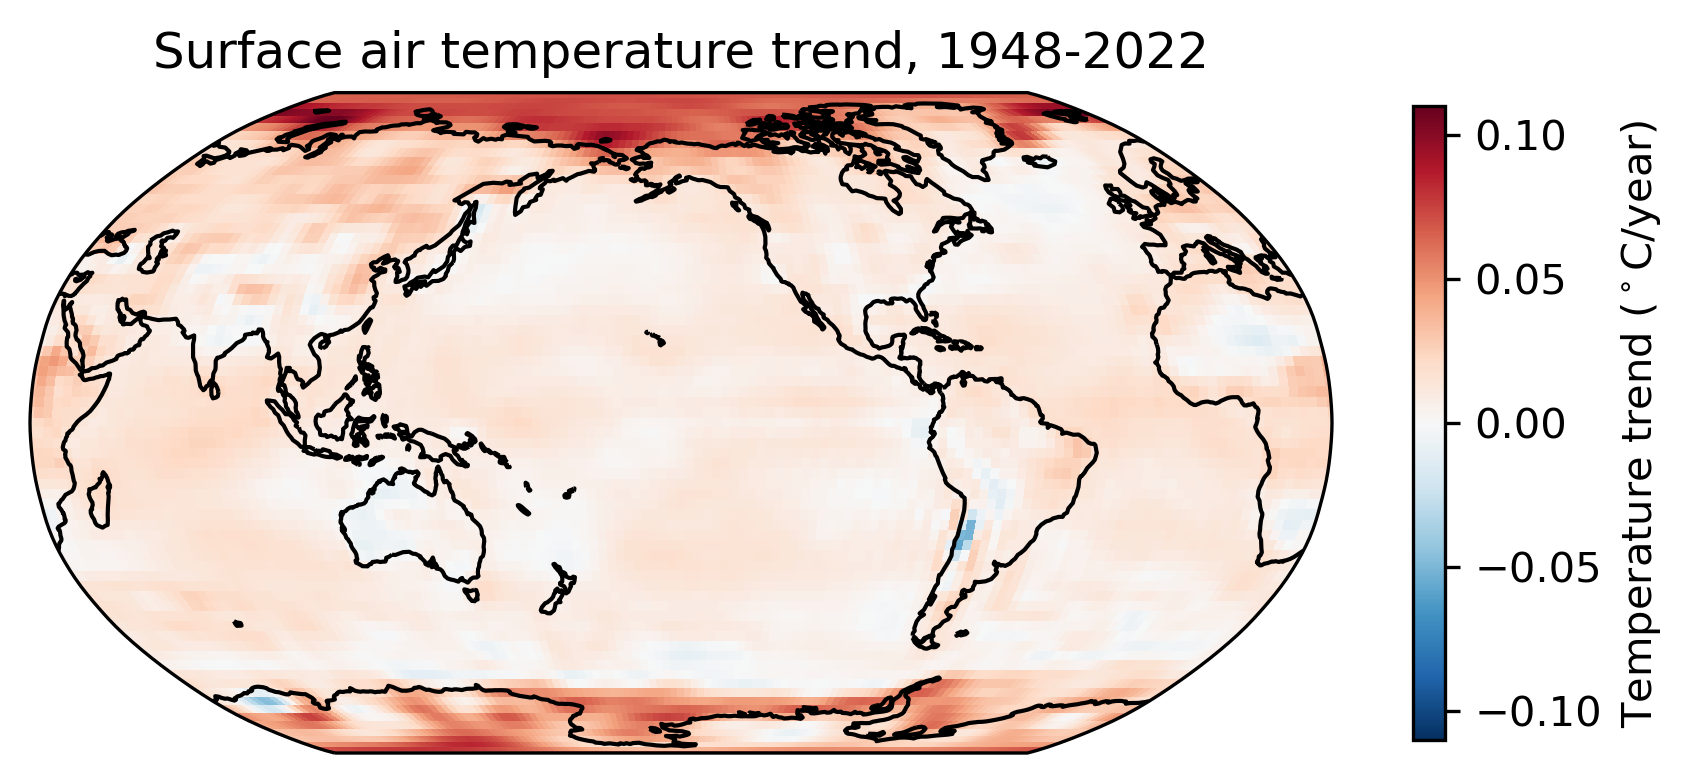 Surface air temperature trend, 1948-2022
0.10
0.05
0.00
−0.05
−0.10
Temperature trend (°C/year)